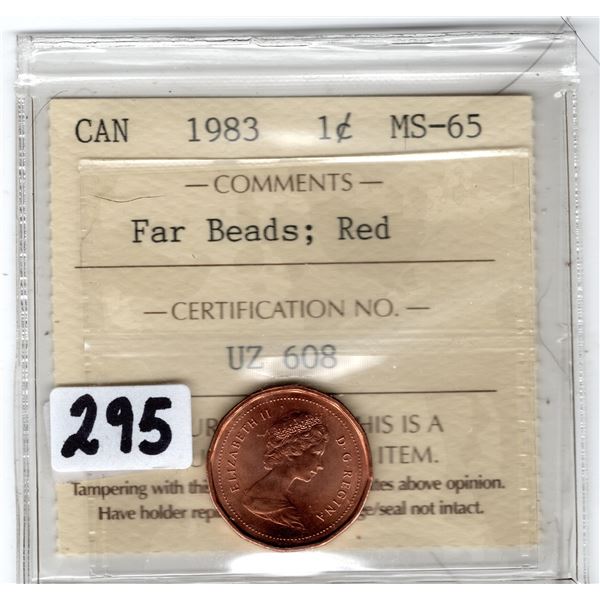 CAN 1983 1¢ MS-65
— COMMENTS —
Far Beads; Red
— CERTIFICATION NO. —
UZ 608
295
HIS IS A
ITEM.
Tampering with this tes above opinion.
Have holder rep e/seal not intact.
ELIZABETH II D·G·REGINA